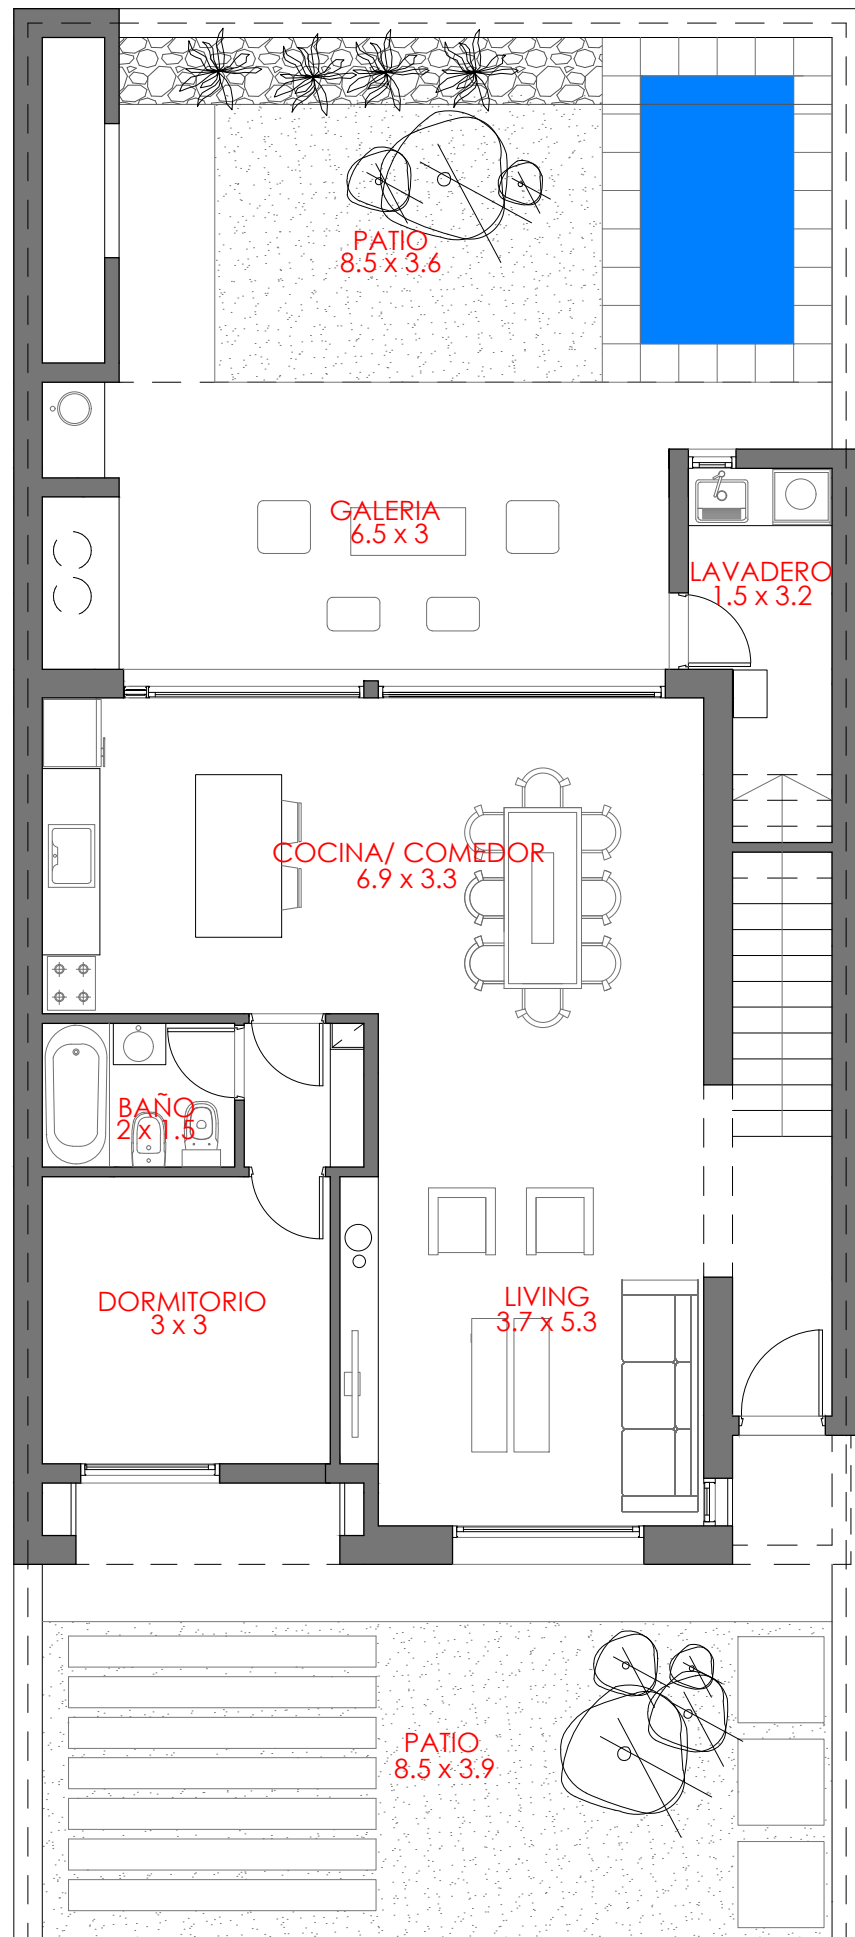 PATIO
8.5 x 3.6
GALERIA
6.5 x 3
LAVADERO
1.5 x 3.2
COCINA/ COMEDOR
6.9 x 3.3
BAÑO
2 x 1.5
DORMITORIO
3 x 3
LIVING
3.7 x 5.3
PATIO
8.5 x 3.9